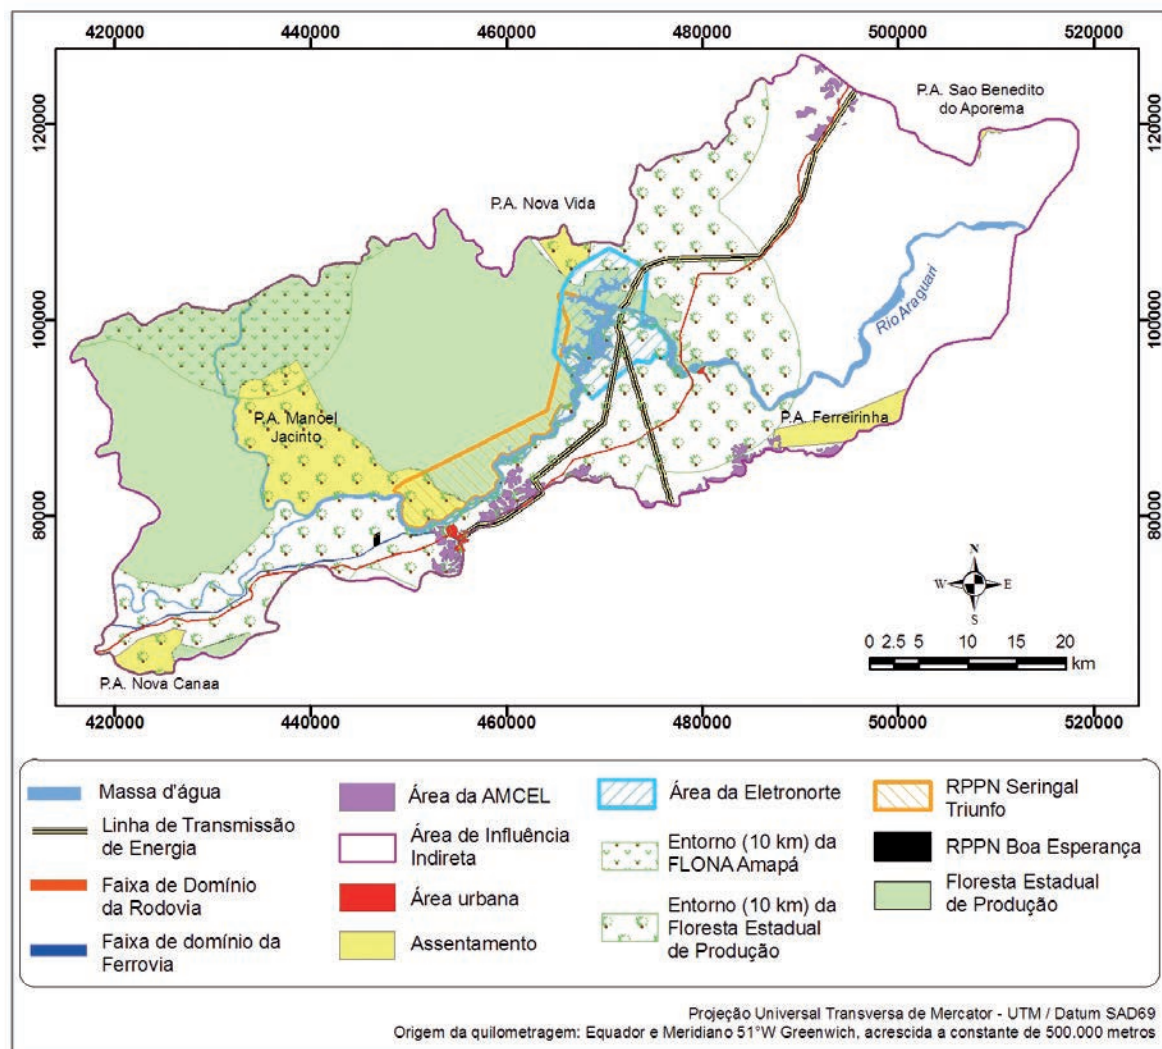 420000
440000
460000
480000
500000
520000
120000
120000
100000
100000
80000
80000
P.A. Sao Benedito
do Aporema
P.A. Nova Vida
Rio Araguari
P.A. Manoel
Jacinto
P.A. Ferreirinha
P.A. Nova Canaa
N
W
E
S
0 2.5 5 10 15 20
km
420000
440000
460000
480000
500000
520000
Massa d'água
Linha de Transmissão
de Energia
Faixa de Domínio
da Rodovia
Faixa de domínio da
Ferrovia
Área da AMCEL
Área de Influência
Indireta
Área urbana
Assentamento
Área da Eletronorte
Entorno (10 km) da
FLONA Amapá
Entorno (10 km) da
Floresta Estadual
de Produção
RPPN Seringal
Triunfo
RPPN Boa Esperança
Floresta Estadual
de Produção
Projeção Universal Transversa de Mercator - UTM / Datum SAD69
Origem da quilometragem: Equador e Meridiano 51°W Greenwich, acrescida a constante de 500.000 metros